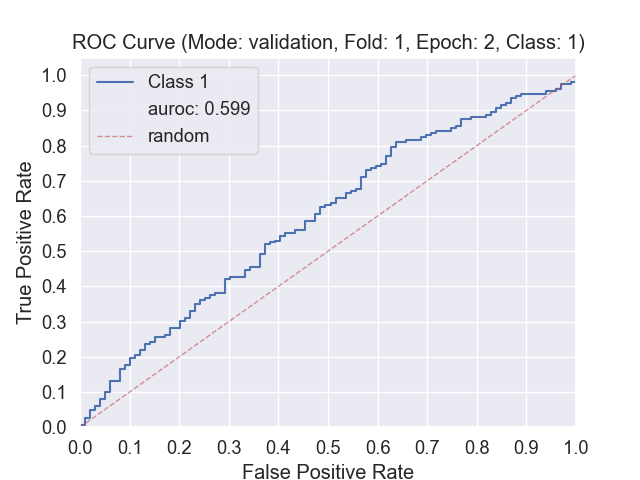 ROC Curve (Mode: validation, Fold: 1, Epoch: 2, Class: 1)
Class 1
auroc: 0.599
random
True Positive Rate
1.0
0.9
0.8
0.7
0.6
0.5
0.4
0.3
0.2
0.1
0.0
0.0 0.1 0.2 0.3 0.4 0.5 0.6 0.7 0.8 0.9 1.0
False Positive Rate